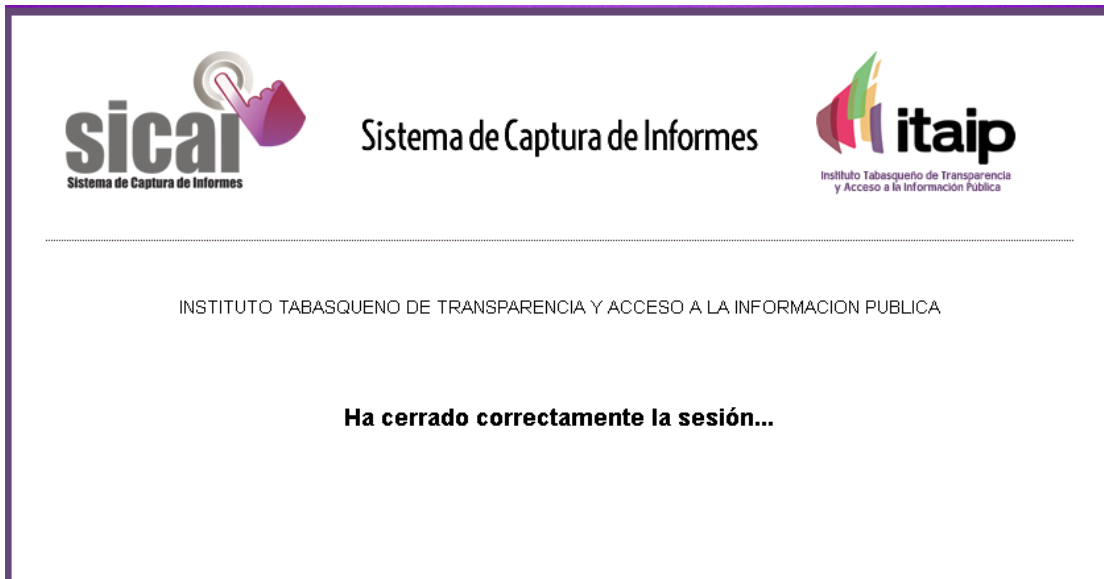 sicai
Sistema de Captura de Informes
Sistema de Captura de Informes
itaip
Instituto Tabasqueño de Transparencia
y Acceso a la Información Pública
INSTITUTO TABASQUENO DE TRANSPARENCIA Y ACCESO A LA INFORMACION PUBLICA
Ha cerrado correctamente la sesión...